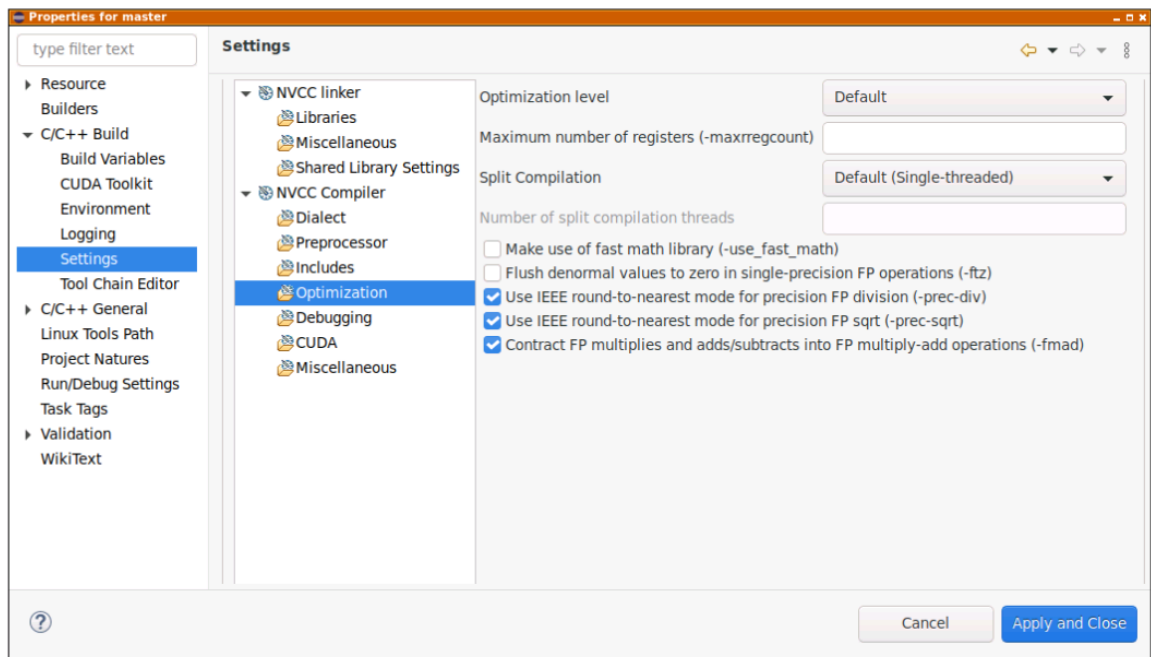 Properties for master
type filter text
Resource
Builders
C/C++ Build
Build Variables
CUDA Toolkit
Environment
Logging
Settings
Tool Chain Editor
C/C++ General
Linux Tools Path
Project Natures
Run/Debug Settings
Task Tags
Validation
WikiText
Settings
NVCC linker
Libraries
Miscellaneous
Shared Library Settings
NVCC Compiler
Dialect
Preprocessor
Includes
Optimization
Debugging
CUDA
Miscellaneous
Optimization level Default
Maximum number of registers (-maxrregcount)
Split Compilation Default (Single-threaded)
Number of split compilation threads
Make use of fast math library (-use_fast_math)
Flush denormal values to zero in single-precision FP operations (-ftz)
Use IEEE round-to-nearest mode for precision FP division (-prec-div)
Use IEEE round-to-nearest mode for precision FP sqrt (-prec-sqrt)
Contract FP multiplies and adds/subtracts into FP multiply-add operations (-fmad)
?
Cancel Apply and Close